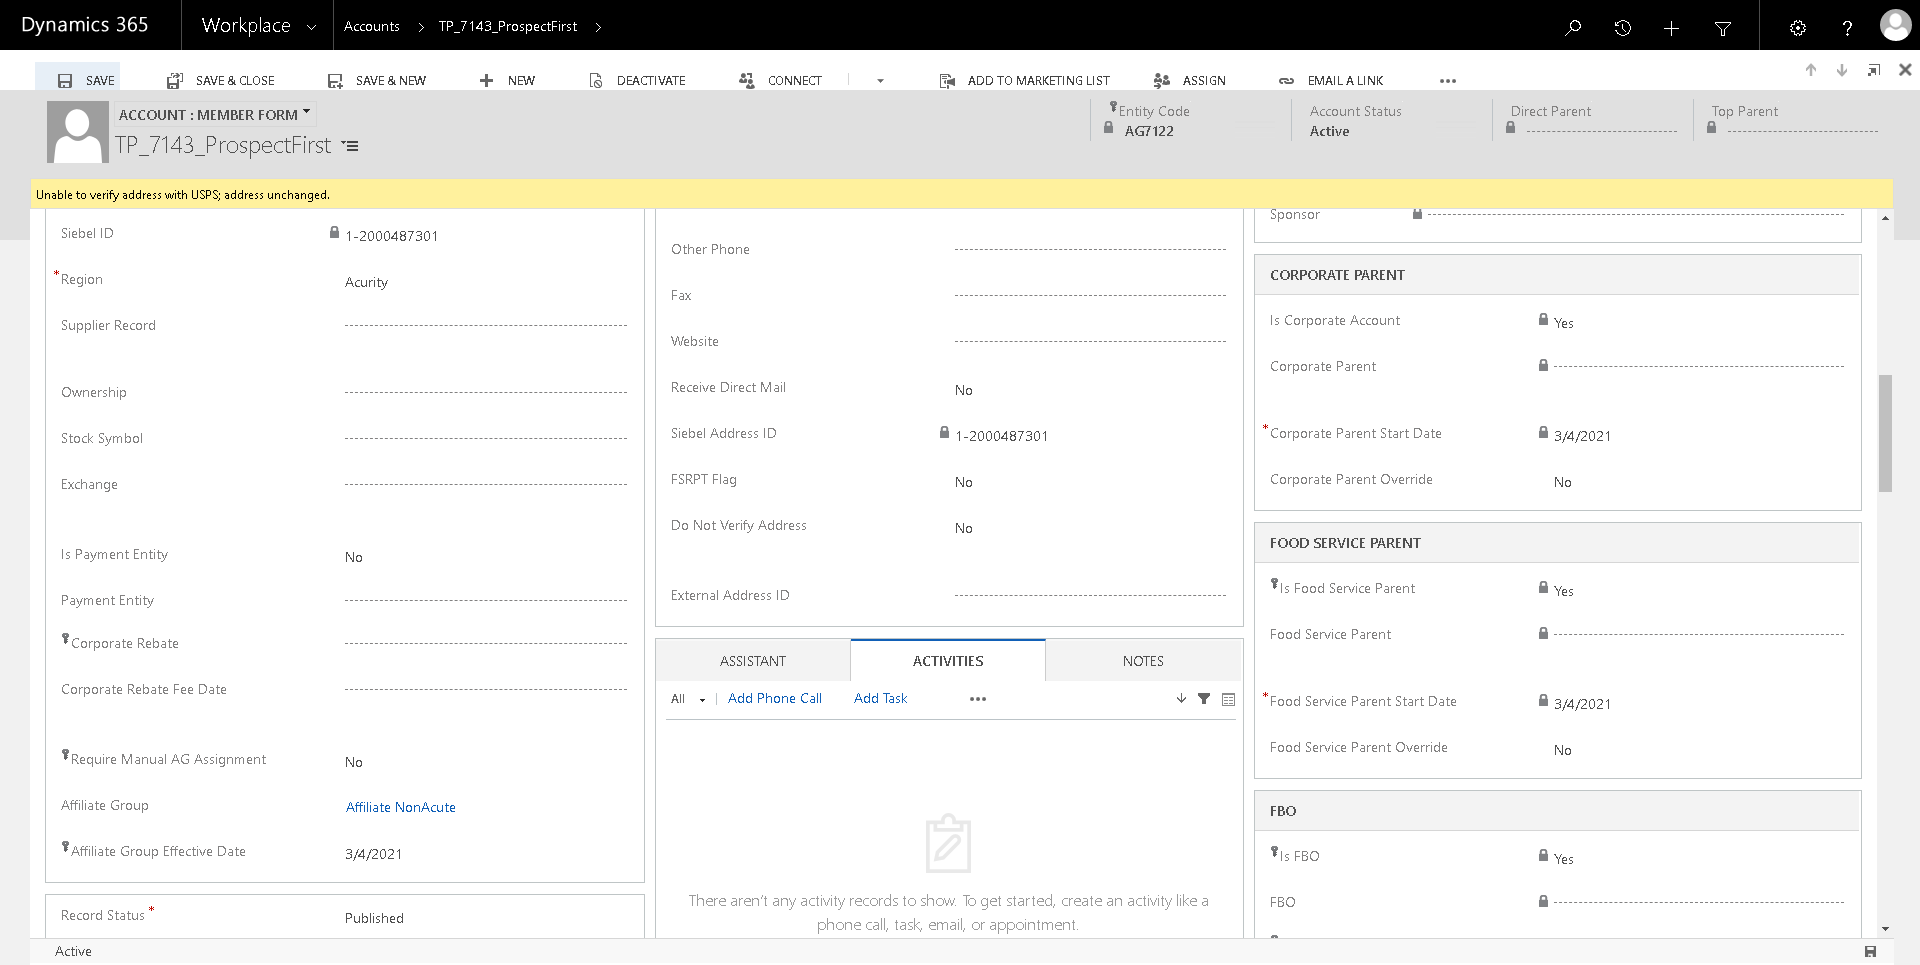 Dynamics 365 Workplace Accounts > TP_7143_ProspectFirst >
SAVE SAVE & CLOSE SAVE & NEW NEW DEACTIVATE CONNECT ADD TO MARKETING LIST ASSIGN EMAIL A LINK
ACCOUNT : MEMBER FORM
TP_7143_ProspectFirst
Entity Code
AG7122
Account Status
Active
Direct Parent
Top Parent
Unable to verify address with USPS; address unchanged.
Siebel ID 1-2000487301
*Region Acurity
Supplier Record
Ownership
Stock Symbol
Exchange
Is Payment Entity No
Payment Entity
Corporate Rebate
Corporate Rebate Fee Date
Require Manual AG Assignment No
Affiliate Group Affiliate NonAcute
Affiliate Group Effective Date 3/4/2021
Record Status * Published
Other Phone
Fax
Website
Receive Direct Mail No
Siebel Address ID 1-2000487301
FSRPT Flag No
Do Not Verify Address No
External Address ID
ASSISTANT ACTIVITIES NOTES
All Add Phone Call Add Task
There aren't any activity records to show. To get started, create an activity like a
phone call, task, email, or appointment.
Sponsor
CORPORATE PARENT
Is Corporate Account Yes
Corporate Parent
*Corporate Parent Start Date 3/4/2021
Corporate Parent Override No
FOOD SERVICE PARENT
Is Food Service Parent Yes
Food Service Parent
*Food Service Parent Start Date 3/4/2021
Food Service Parent Override No
FBO
Is FBO Yes
FBO
Active